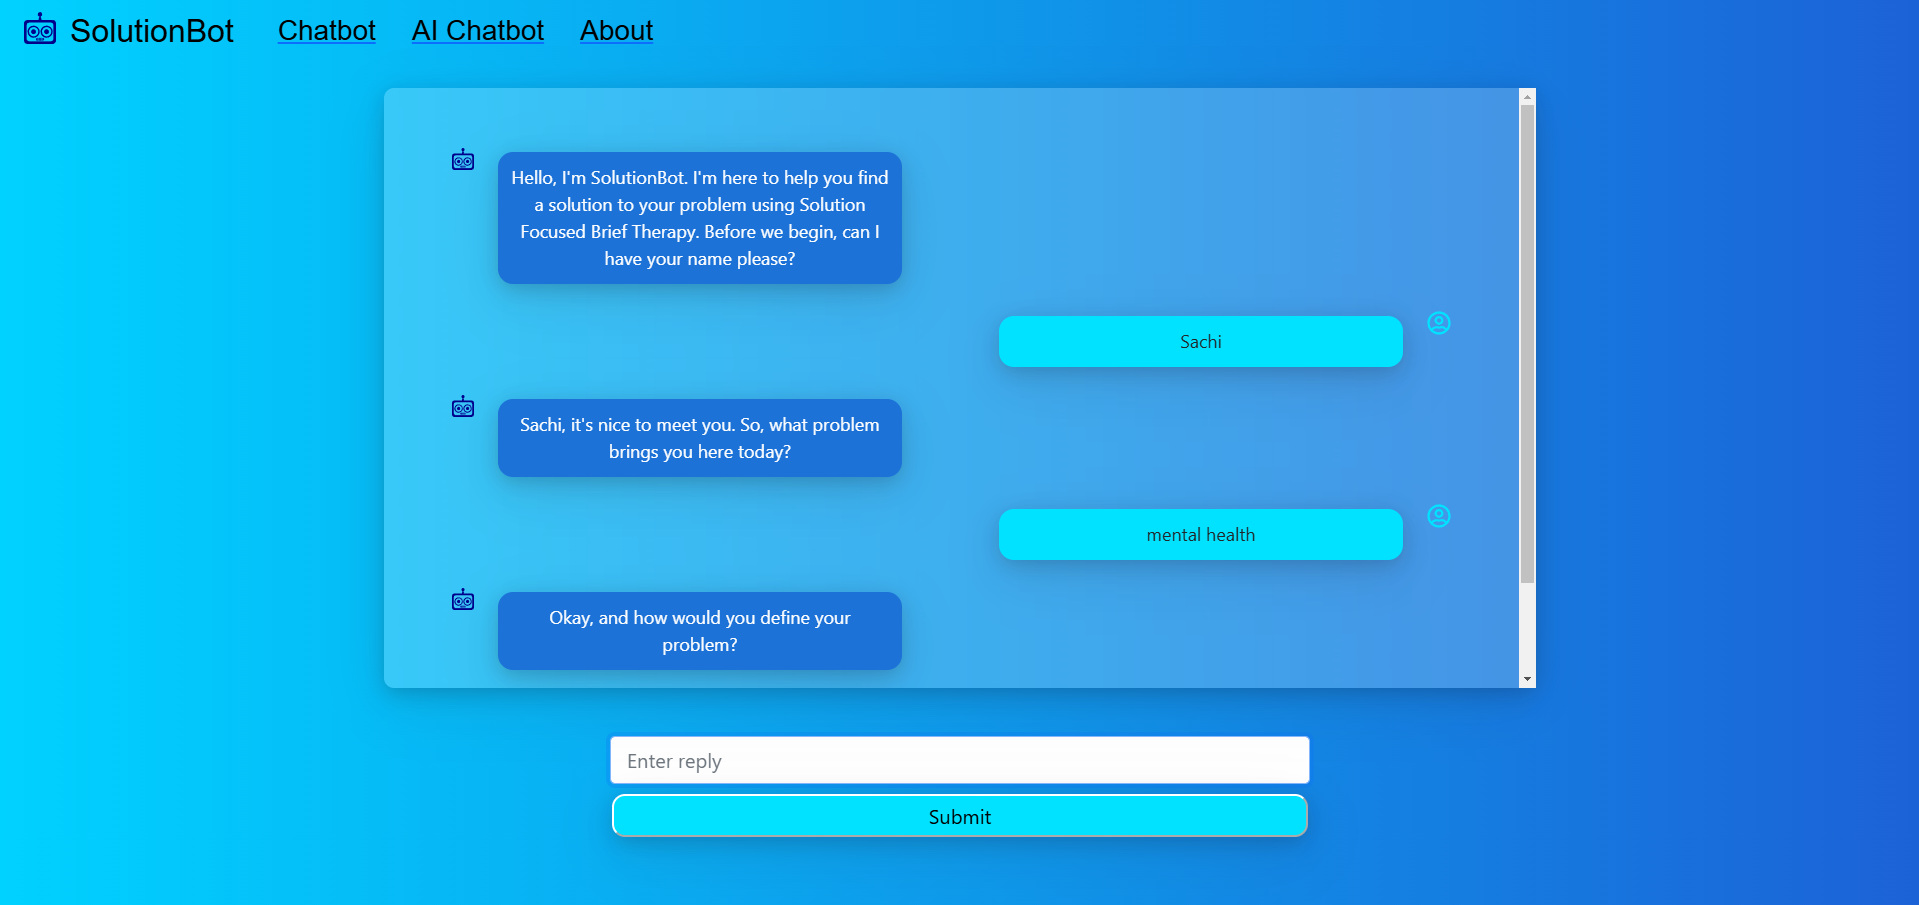 SolutionBot Chatbot AI Chatbot About
Hello, I'm SolutionBot. I'm here to help you find
a solution to your problem using Solution
Focused Brief Therapy. Before we begin, can I
have your name please?
Sachi
Sachi, it's nice to meet you. So, what problem
brings you here today?
mental health
Okay, and how would you define your
problem?
Enter reply
Submit